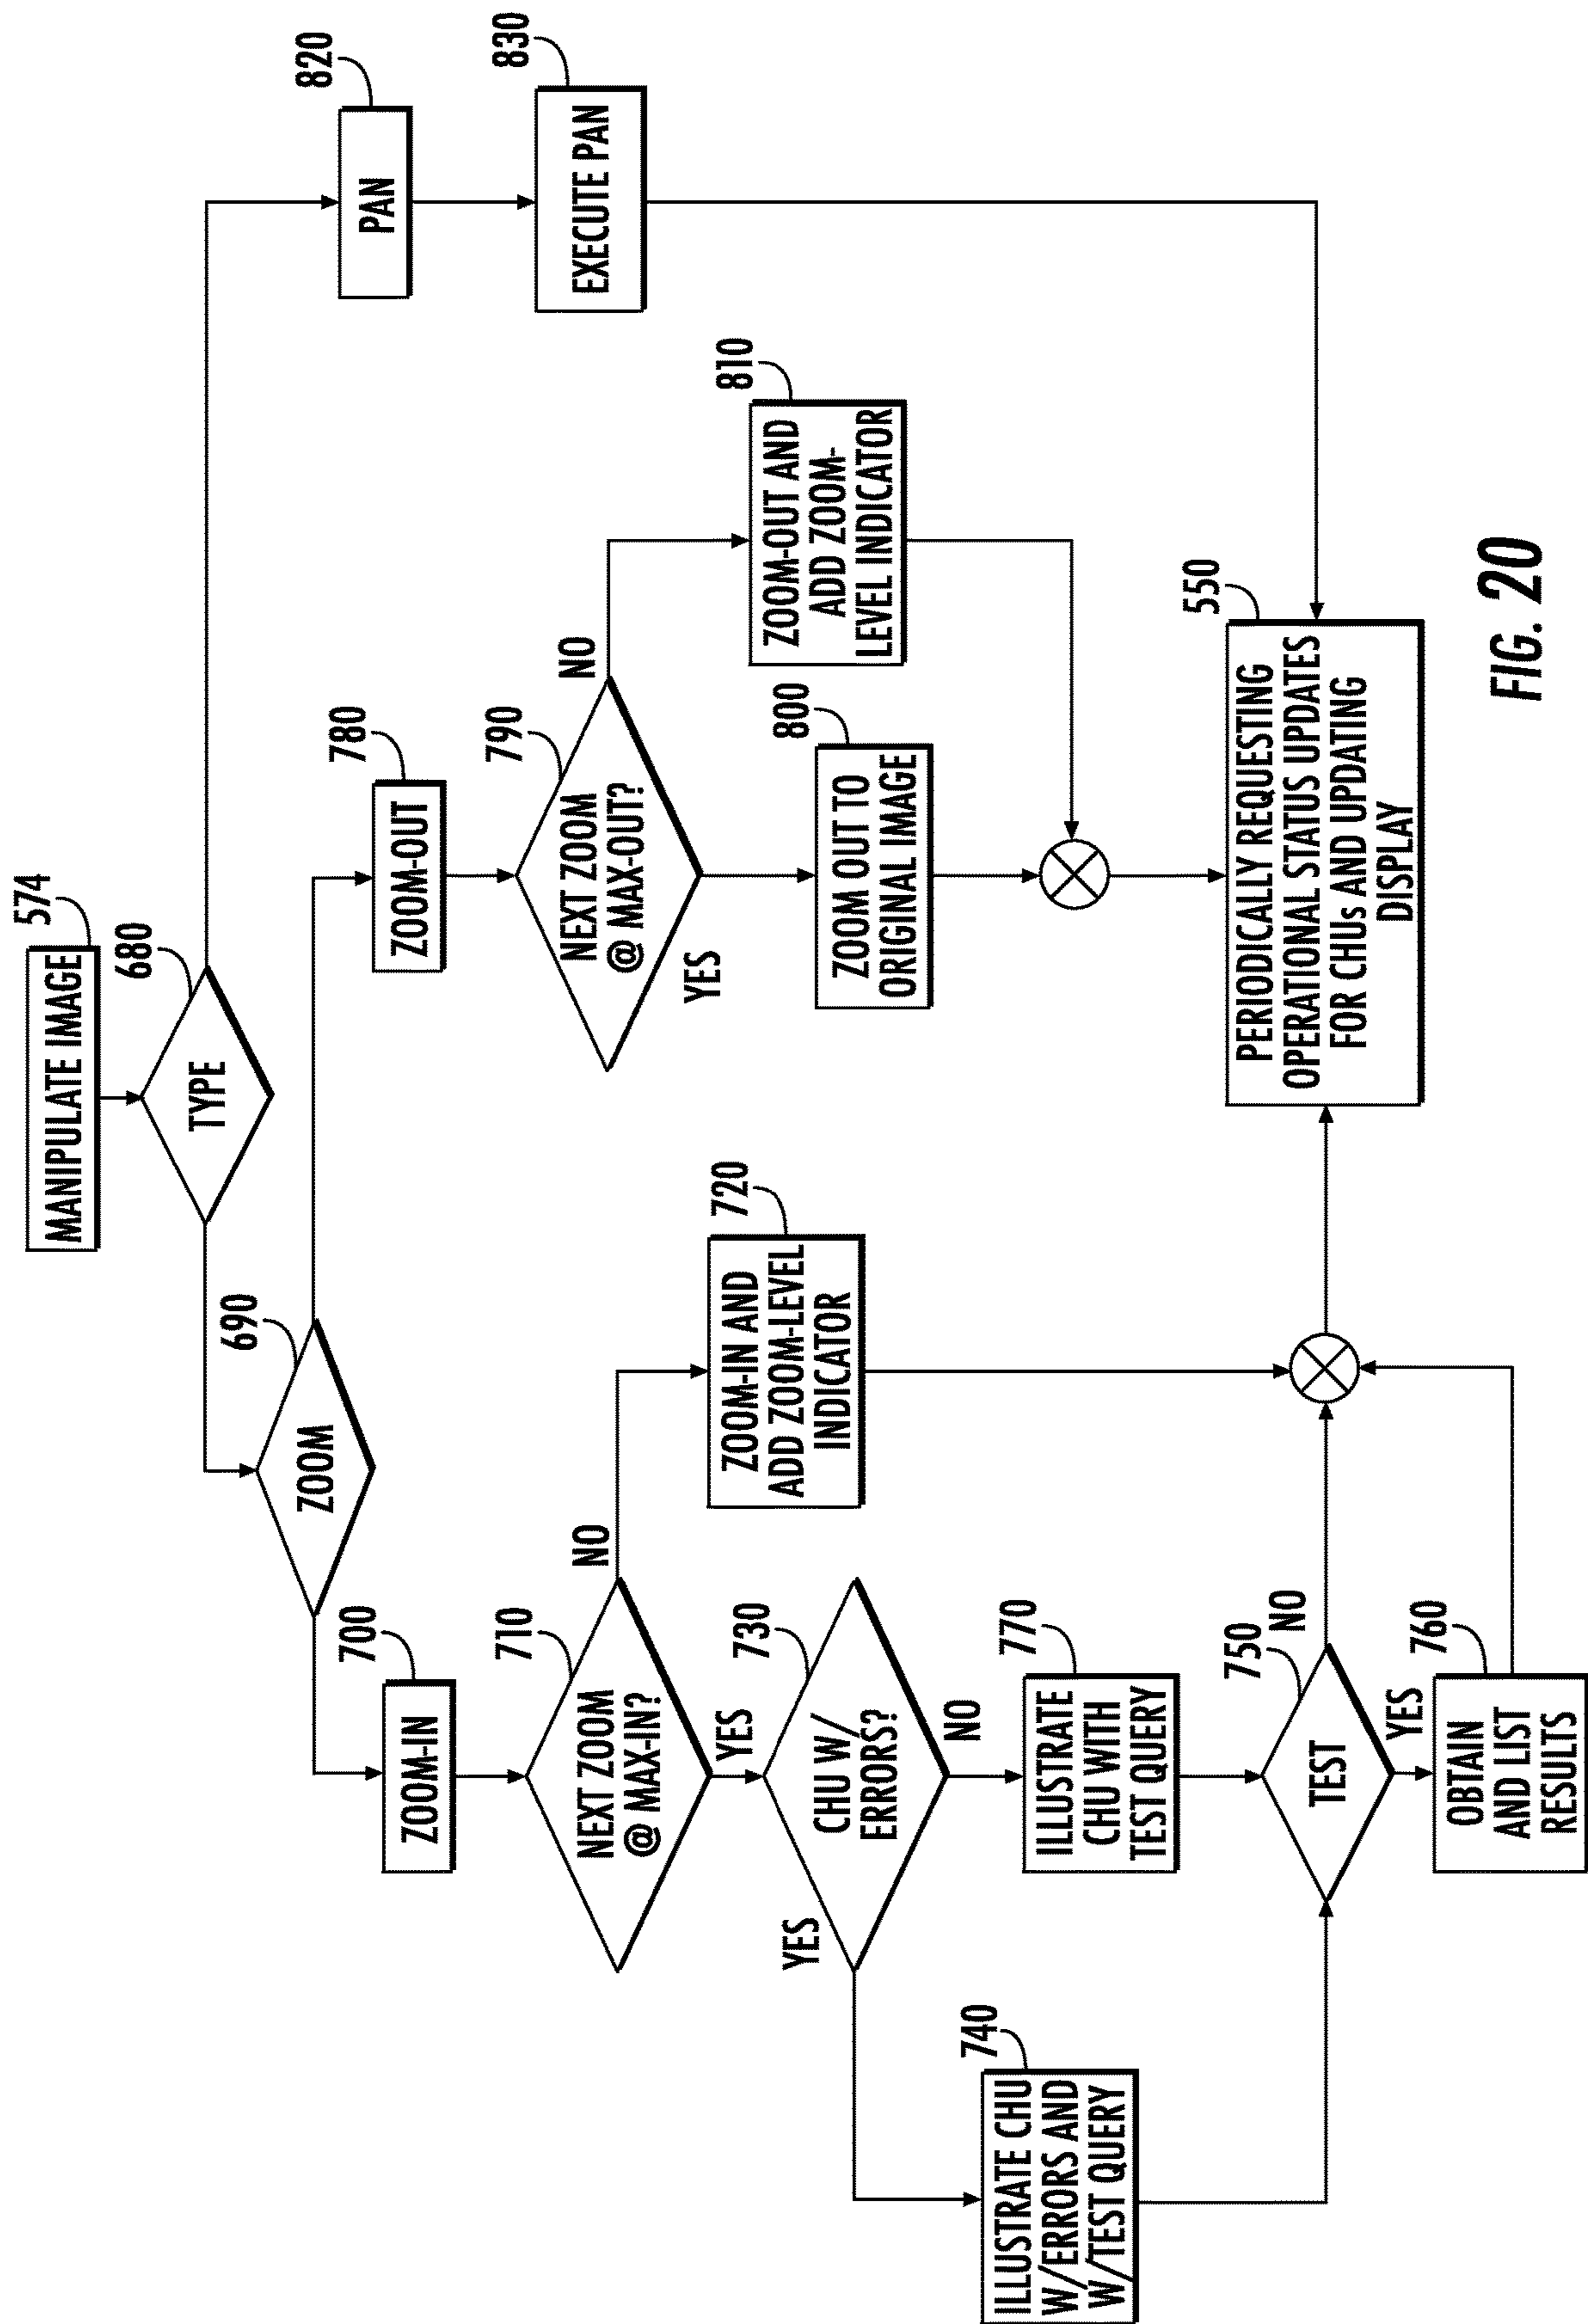 574
MANIPULATE IMAGE
680
TYPE
690
ZOOM
700
ZOOM-IN
710
NEXT ZOOM
@ MAX-IN?
NO
YES
720
ZOOM-IN AND
ADD ZOOM-LEVEL
INDICATOR
730
CHU W/
ERRORS?
YES
NO
740
ILLUSTRATE CHU
W/ERRORS AND
W/TEST QUERY
770
ILLUSTRATE
CHU WITH
TEST QUERY
750
TEST
NO
YES
760
OBTAIN
AND LIST
RESULTS
780
ZOOM-OUT
790
NEXT ZOOM
@ MAX-OUT?
NO
YES
800
ZOOM OUT TO
ORIGINAL IMAGE
810
ZOOM-OUT AND
ADD ZOOM-
LEVEL INDICATOR
820
PAN
830
EXECUTE PAN
550
PERIODICALLY REQUESTING
OPERATIONAL STATUS UPDATES
FOR CHUs AND UPDATING
DISPLAY
FIG. 20